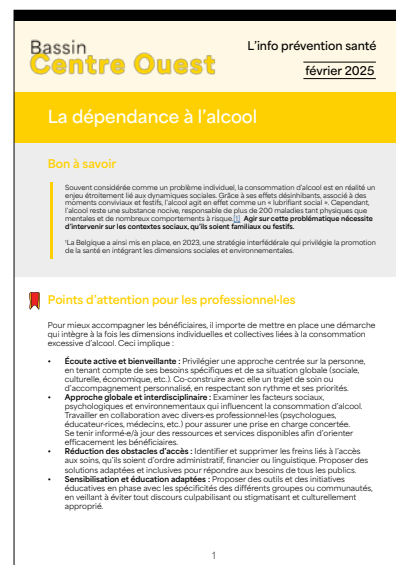 Bassin
Centre Ouest
L'info prévention santé
février 2025
La dépendance à l'alcool
Bon à savoir
Souvent considérée comme un problème individuel, la consommation d'alcool est en réalité un
enjeu étroitement lié aux dynamiques sociales. Grâce à ses effets désinhibants, associé à des
moments conviviaux et festifs, l'alcool agit en effet comme un « lubrifiant social ». Cependant,
l'alcool reste une substance nocive, responsable de plus de 200 maladies tant physiques que
mentales et de nombreux comportements à risque.[1] Agir sur cette problématique nécessite
d'intervenir sur les contextes sociaux, qu'ils soient familiaux ou festifs.
¹La Belgique a ainsi mis en place, en 2023, une stratégie interfédérale qui privilégie la promotion
de la santé en intégrant les dimensions sociales et environnementales.
Points d'attention pour les professionnel·les
Pour mieux accompagner les bénéficiaires, il importe de mettre en place une démarche
qui intègre à la fois les dimensions individuelles et collectives liées à la consommation
excessive d'alcool. Ceci implique :
• Écoute active et bienveillante : Privilégier une approche centrée sur la personne,
en tenant compte de ses besoins spécifiques et de sa situation globale (sociale,
culturelle, économique, etc.). Co-construire avec elle un trajet de soin ou
d'accompagnement personnalisé, en respectant son rythme et ses priorités.
• Approche globale et interdisciplinaire : Examiner les facteurs sociaux,
psychologiques et environnementaux qui influencent la consommation d'alcool.
Travailler en collaboration avec divers·es professionnel·les (psychologues,
éducateur·rices, médecins, etc.) pour assurer une prise en charge concertée.
Se tenir informé·e/à jour des ressources et services disponibles afin d'orienter
efficacement les bénéficiaires.
• Réduction des obstacles d'accès : Identifier et supprimer les freins liés à l'accès
aux soins, qu'ils soient d'ordre administratif, financier ou linguistique. Proposer des
solutions adaptées et inclusives pour répondre aux besoins de tous les publics.
• Sensibilisation et éducation adaptées : Proposer des outils et des initiatives
éducatives en phase avec les spécificités des différents groupes ou communautés,
en veillant à éviter tout discours culpabilisant ou stigmatisant et culturellement
approprié.
1